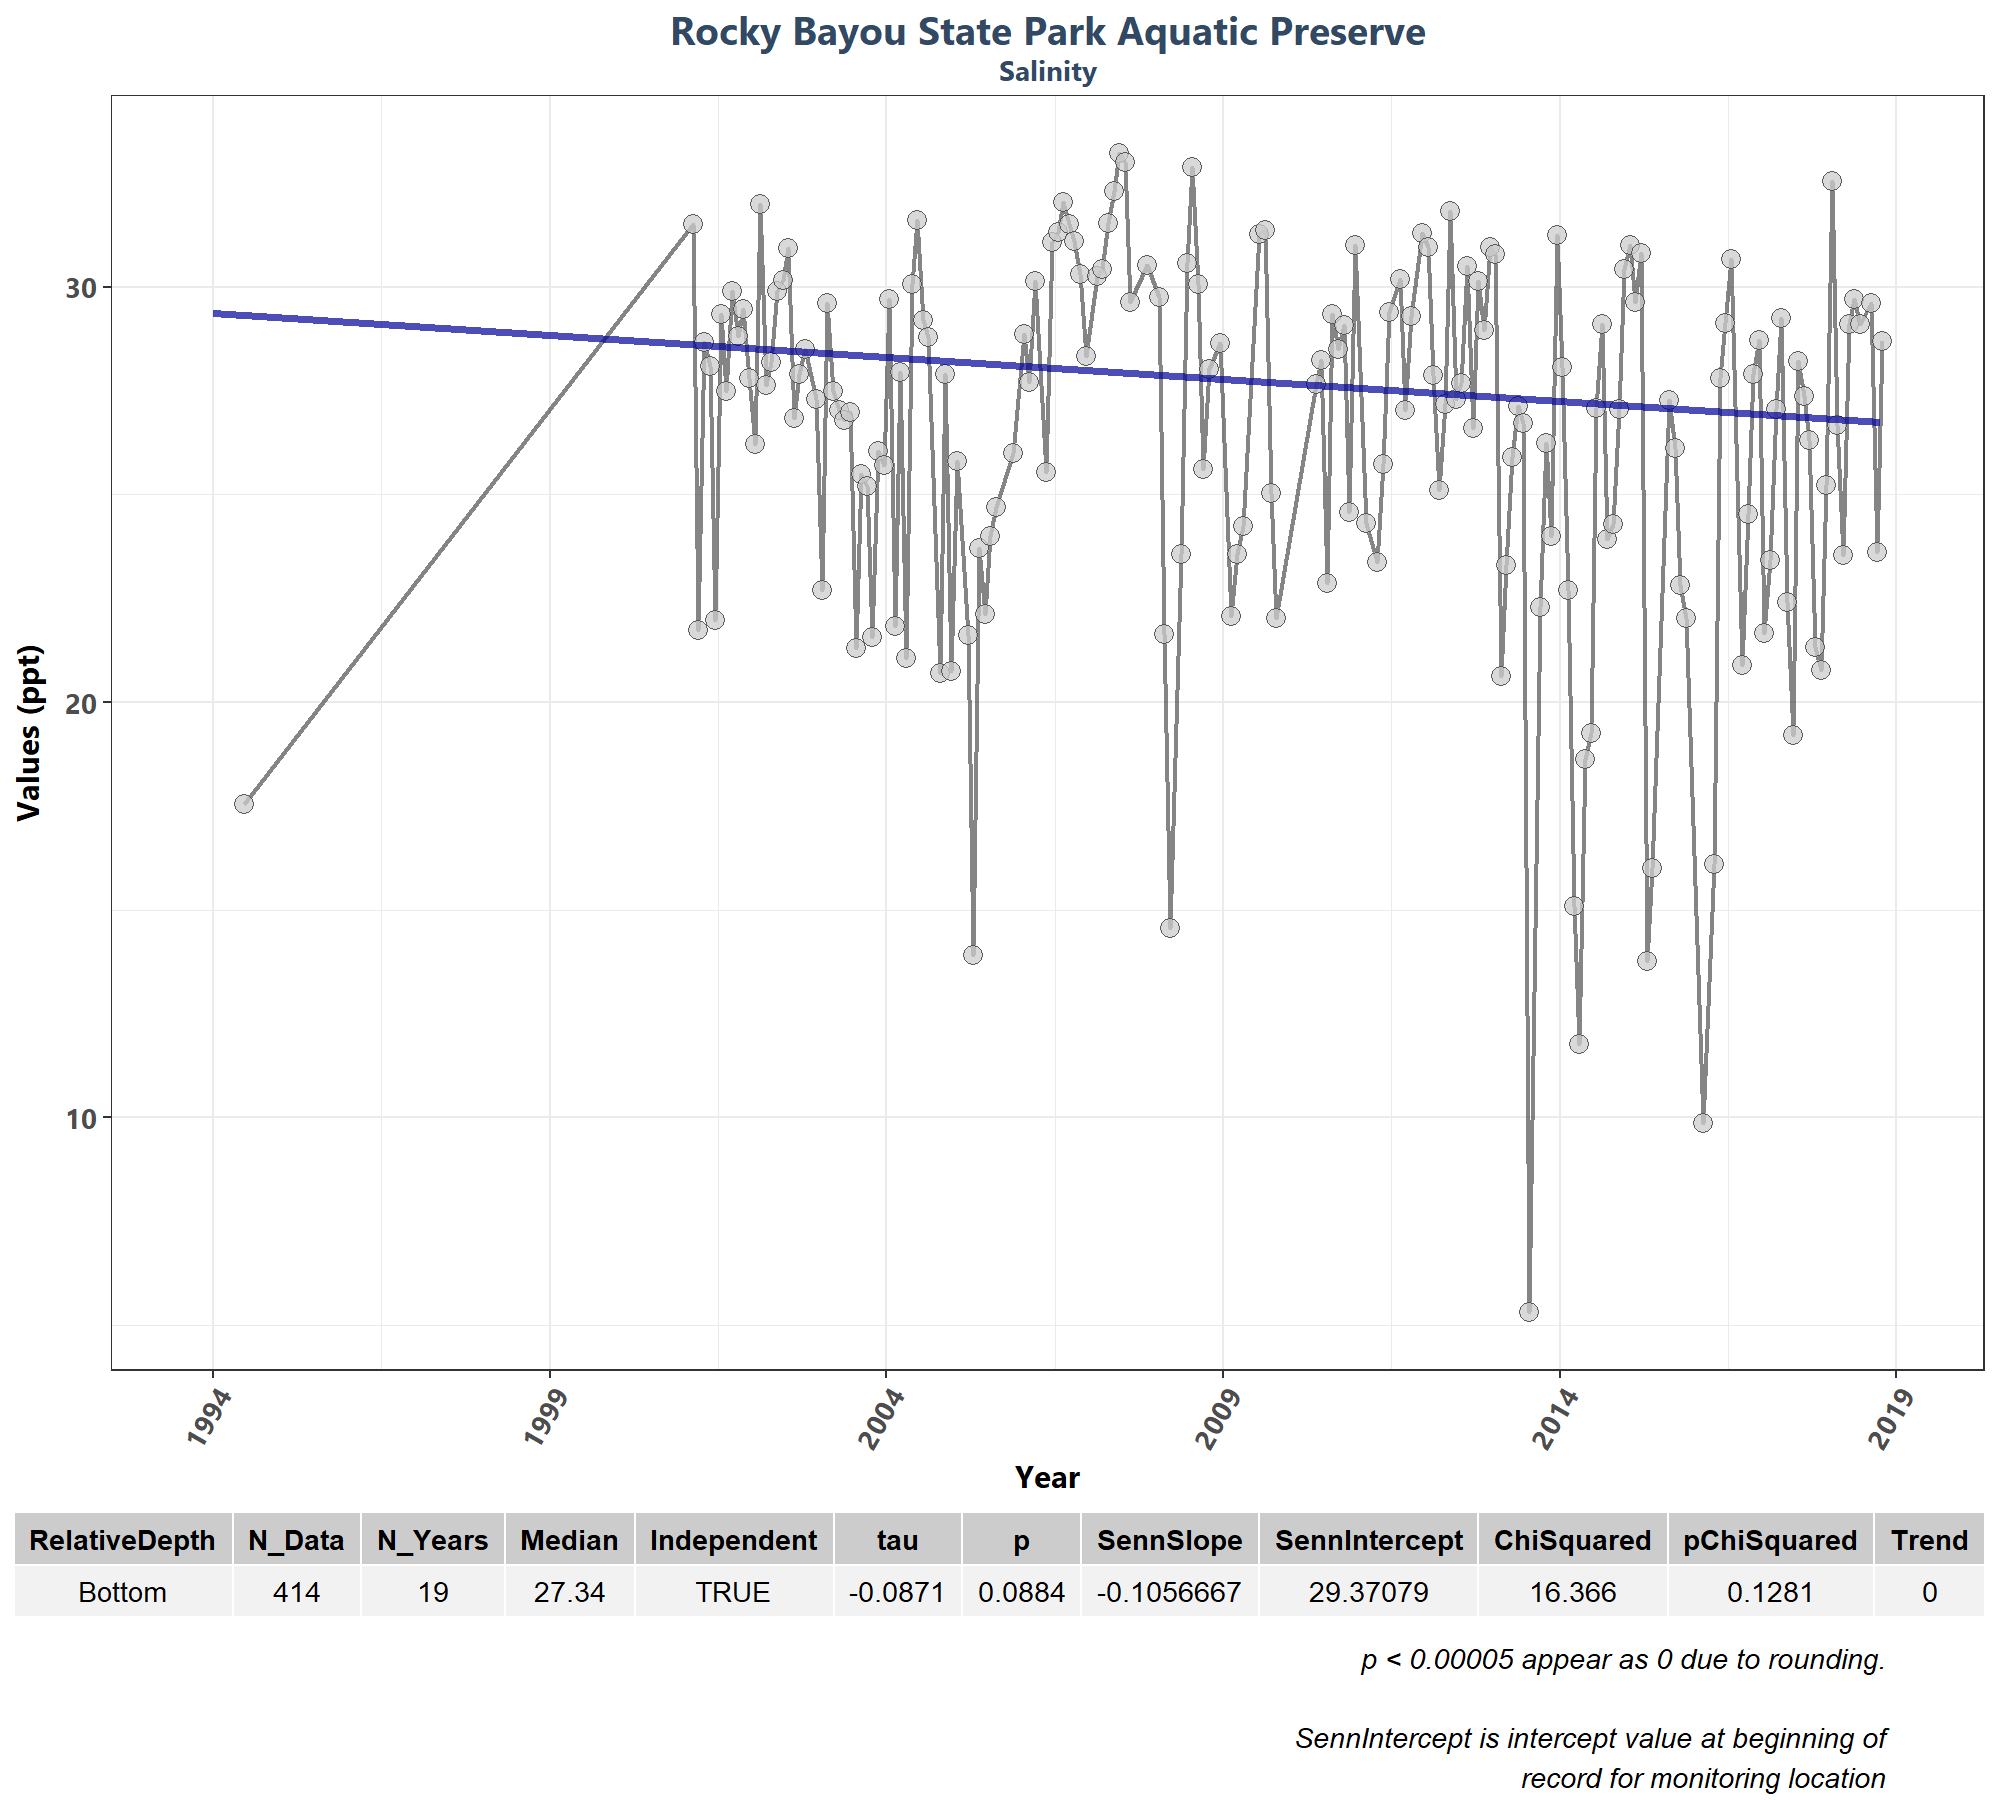 Rocky Bayou State Park Aquatic Preserve
Salinity
Values (ppt)
30
20
10
1994
1999
2004
2009
2014
2019
Year
RelativeDepth N_Data N_Years Median Independent tau p SennSlope SennIntercept ChiSquared pChiSquared Trend
Bottom 414 19 27.34 TRUE -0.0871 0.0884 -0.1056667 29.37079 16.366 0.1281 0
p < 0.00005 appear as 0 due to rounding.
SennIntercept is intercept value at beginning of
record for monitoring location